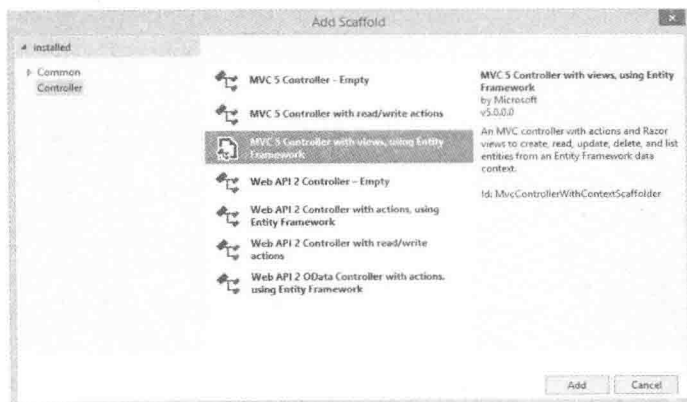 Add Scaffold
Installed
Common
Controller
MVC 5 Controller – Empty
MVC 5 Controller with read/write actions
MVC 5 Controller with views, using Entity
Framework
Web API 2 Controller – Empty
Web API 2 Controller with actions, using
Entity Framework
Web API 2 Controller with read/write
actions
Web API 2 OData Controller with actions,
using Entity Framework
MVC 5 Controller with views, using Entity
Framework
by Microsoft
v5.0.0.0
An MVC controller with actions and Razor
views to create, read, update, delete, and list
entities from an Entity Framework data
context.
Id: MvcControllerWithContextScaffolder
Add
Cancel